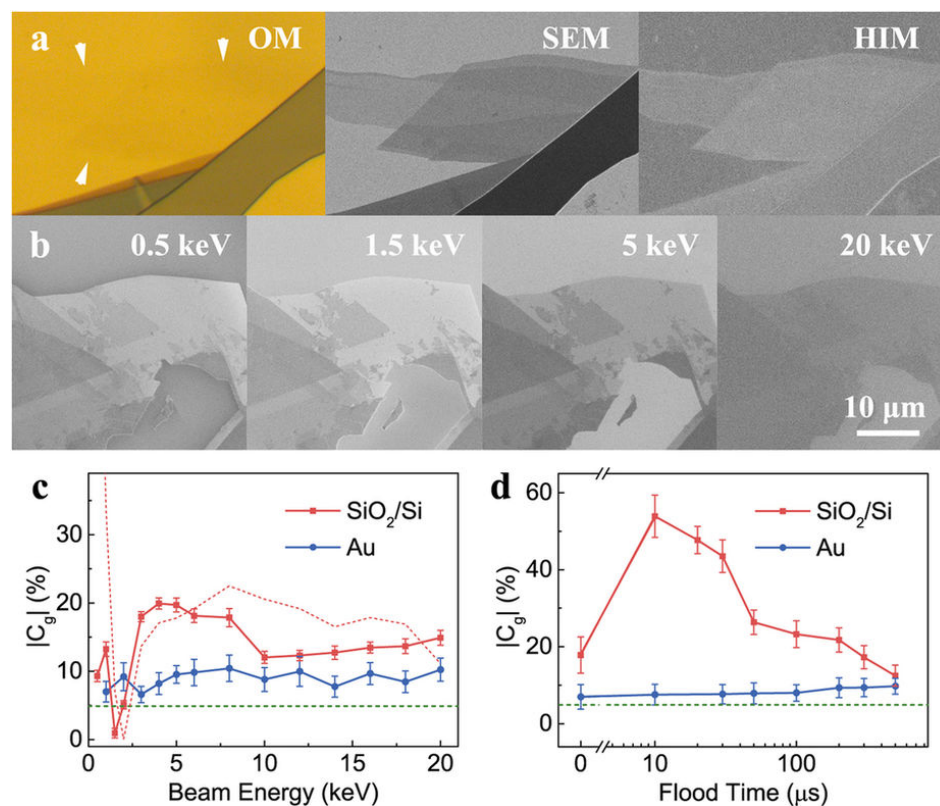 a OM SEM HIM
b 0.5 keV 1.5 keV 5 keV 20 keV
10 μm
c
SiO2/Si
Au
|Cg| (%)
30
20
10
0
0 5 10 15 20
Beam Energy (keV)
d
SiO2/Si
Au
|Cg| (%)
60
40
20
0
0 10 100
Flood Time (μs)